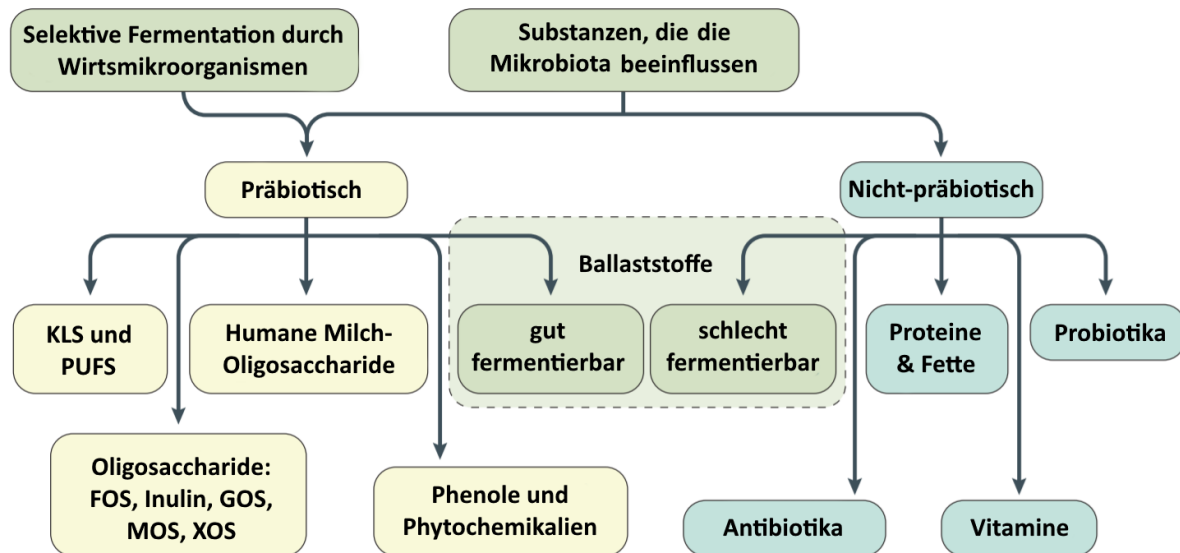 Selektive Fermentation durch
Wirtsmikroorganismen
Substanzen, die die
Mikrobiota beeinflussen
Präbiotisch
Nicht-präbiotisch
Ballaststoffe
KLS und
PUFS
Humane Milch-
Oligosaccharide
gut
fermentierbar
schlecht
fermentierbar
Proteine
& Fette
Probiotika
Oligosaccharide:
FOS, Inulin, GOS,
MOS, XOS
Phenole und
Phytochemikalien
Antibiotika
Vitamine